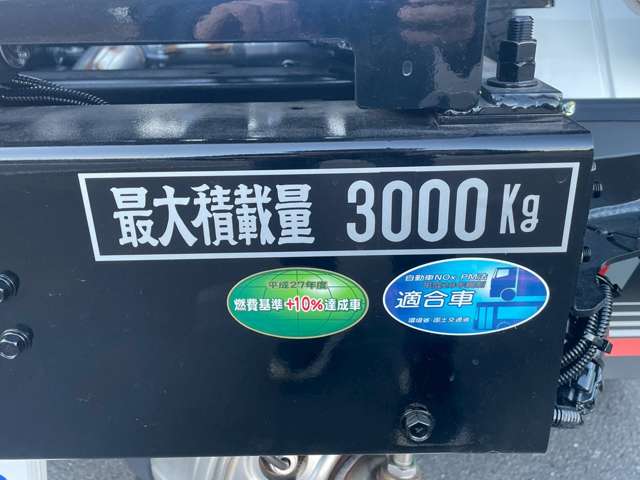 最大積載量 3000Kg
平成27年度
燃費基準+10%達成車
自動車NOx・PM法
適合車
環境省・国土交通省